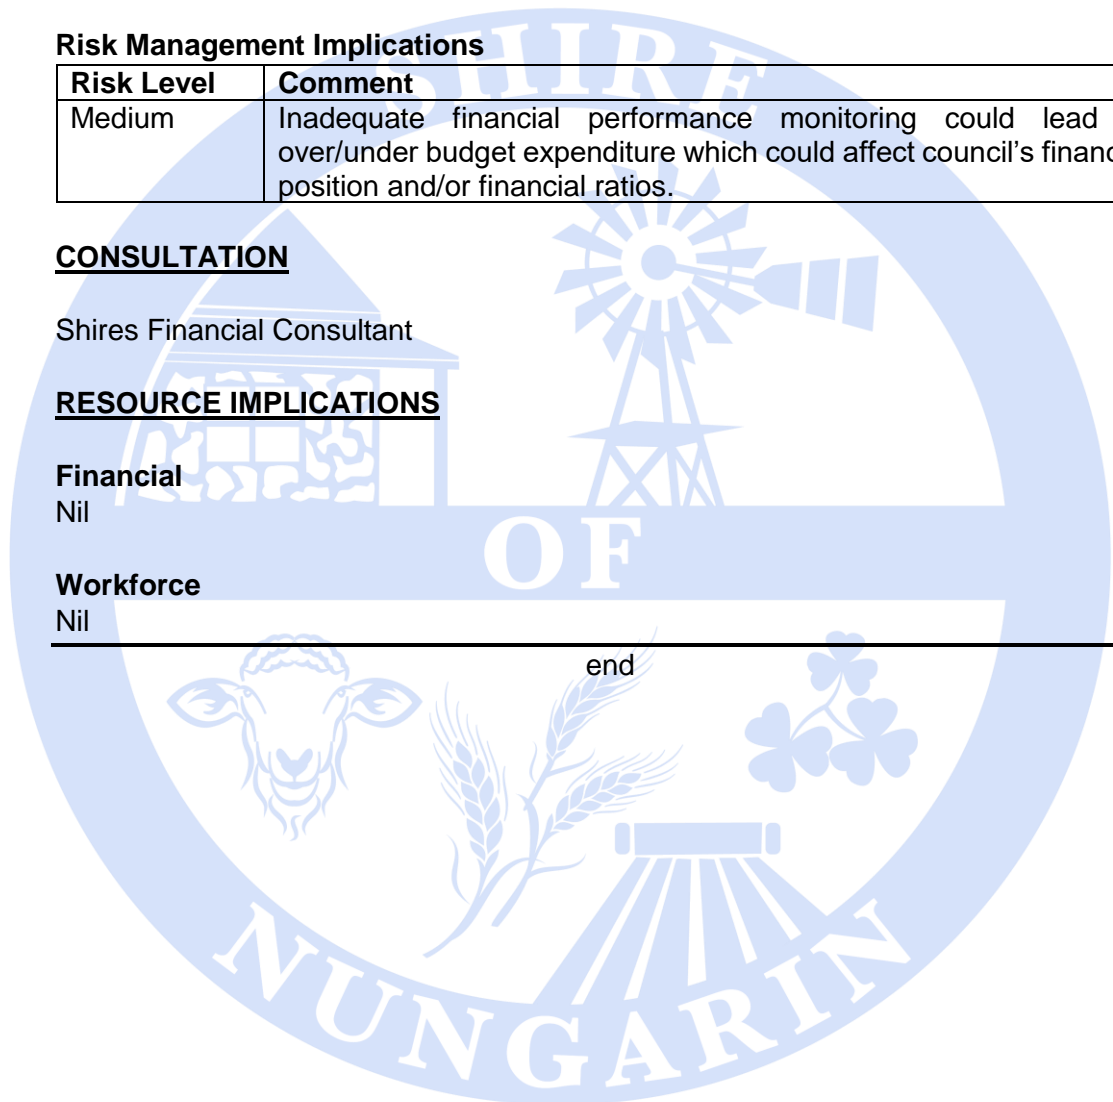 SHIRE
Risk Management Implications
Risk Level Comment
Medium Inadequate financial performance monitoring could lead
over/under budget expenditure which could affect council's
position and/or financial ratios.
CONSULTATION
Shires Financial Consultant
RESOURCE IMPLICATIONS
Financial
Nil
OF
Workforce
Nil
end
NUNGARIN